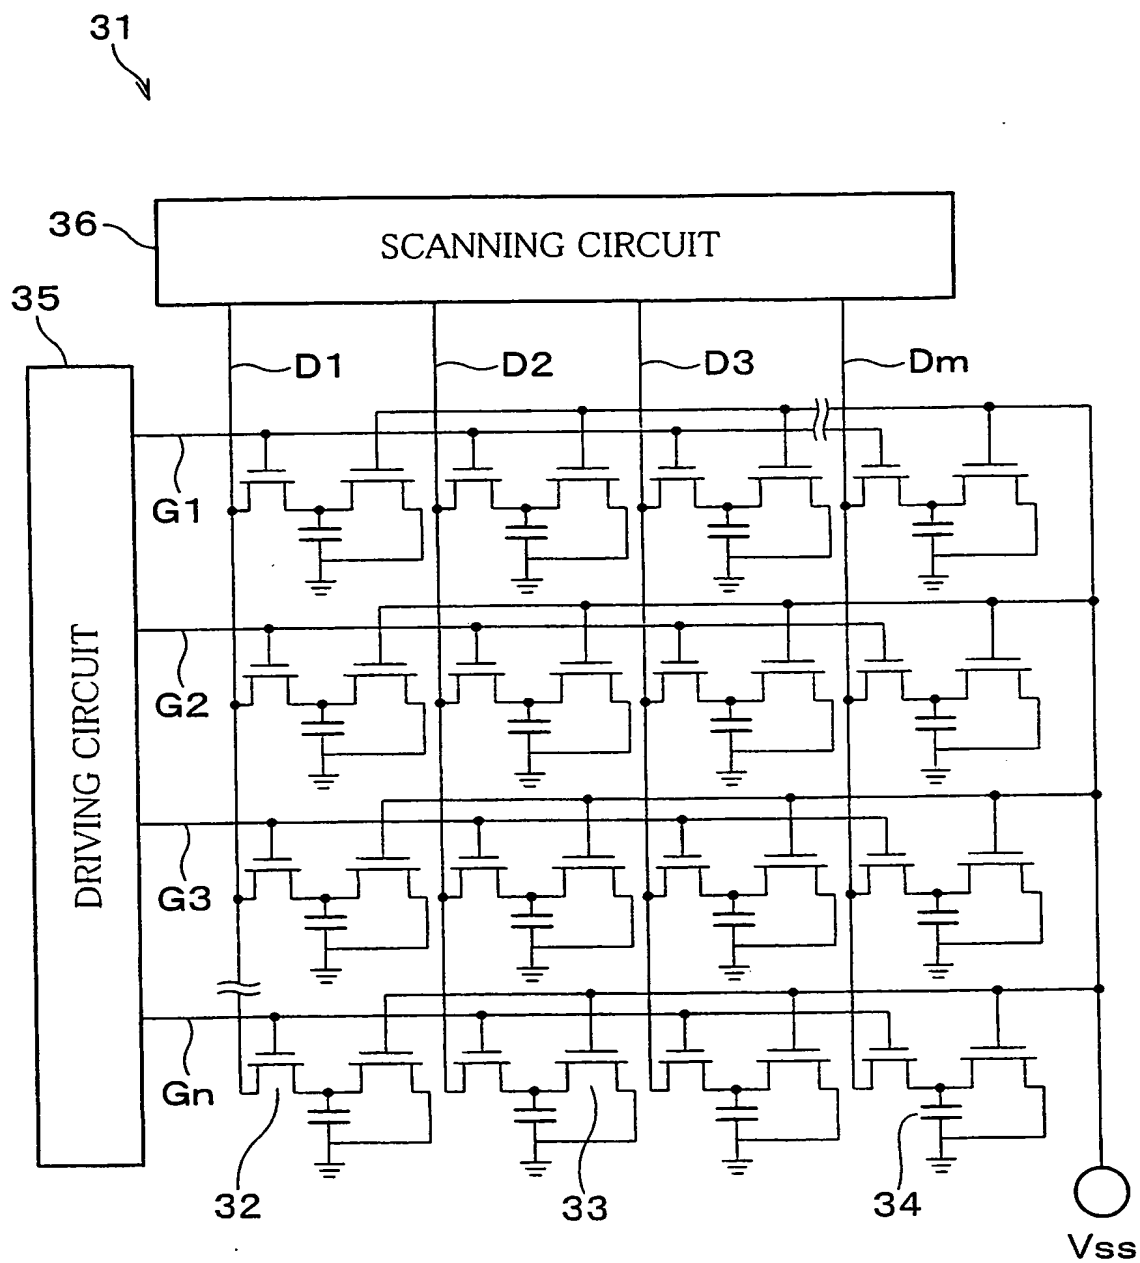 31
36
SCANNING CIRCUIT
35
D1
D2
D3
Dm
G1
G2
DRIVING CIRCUIT
G3
Gn
32
33
34
Vss